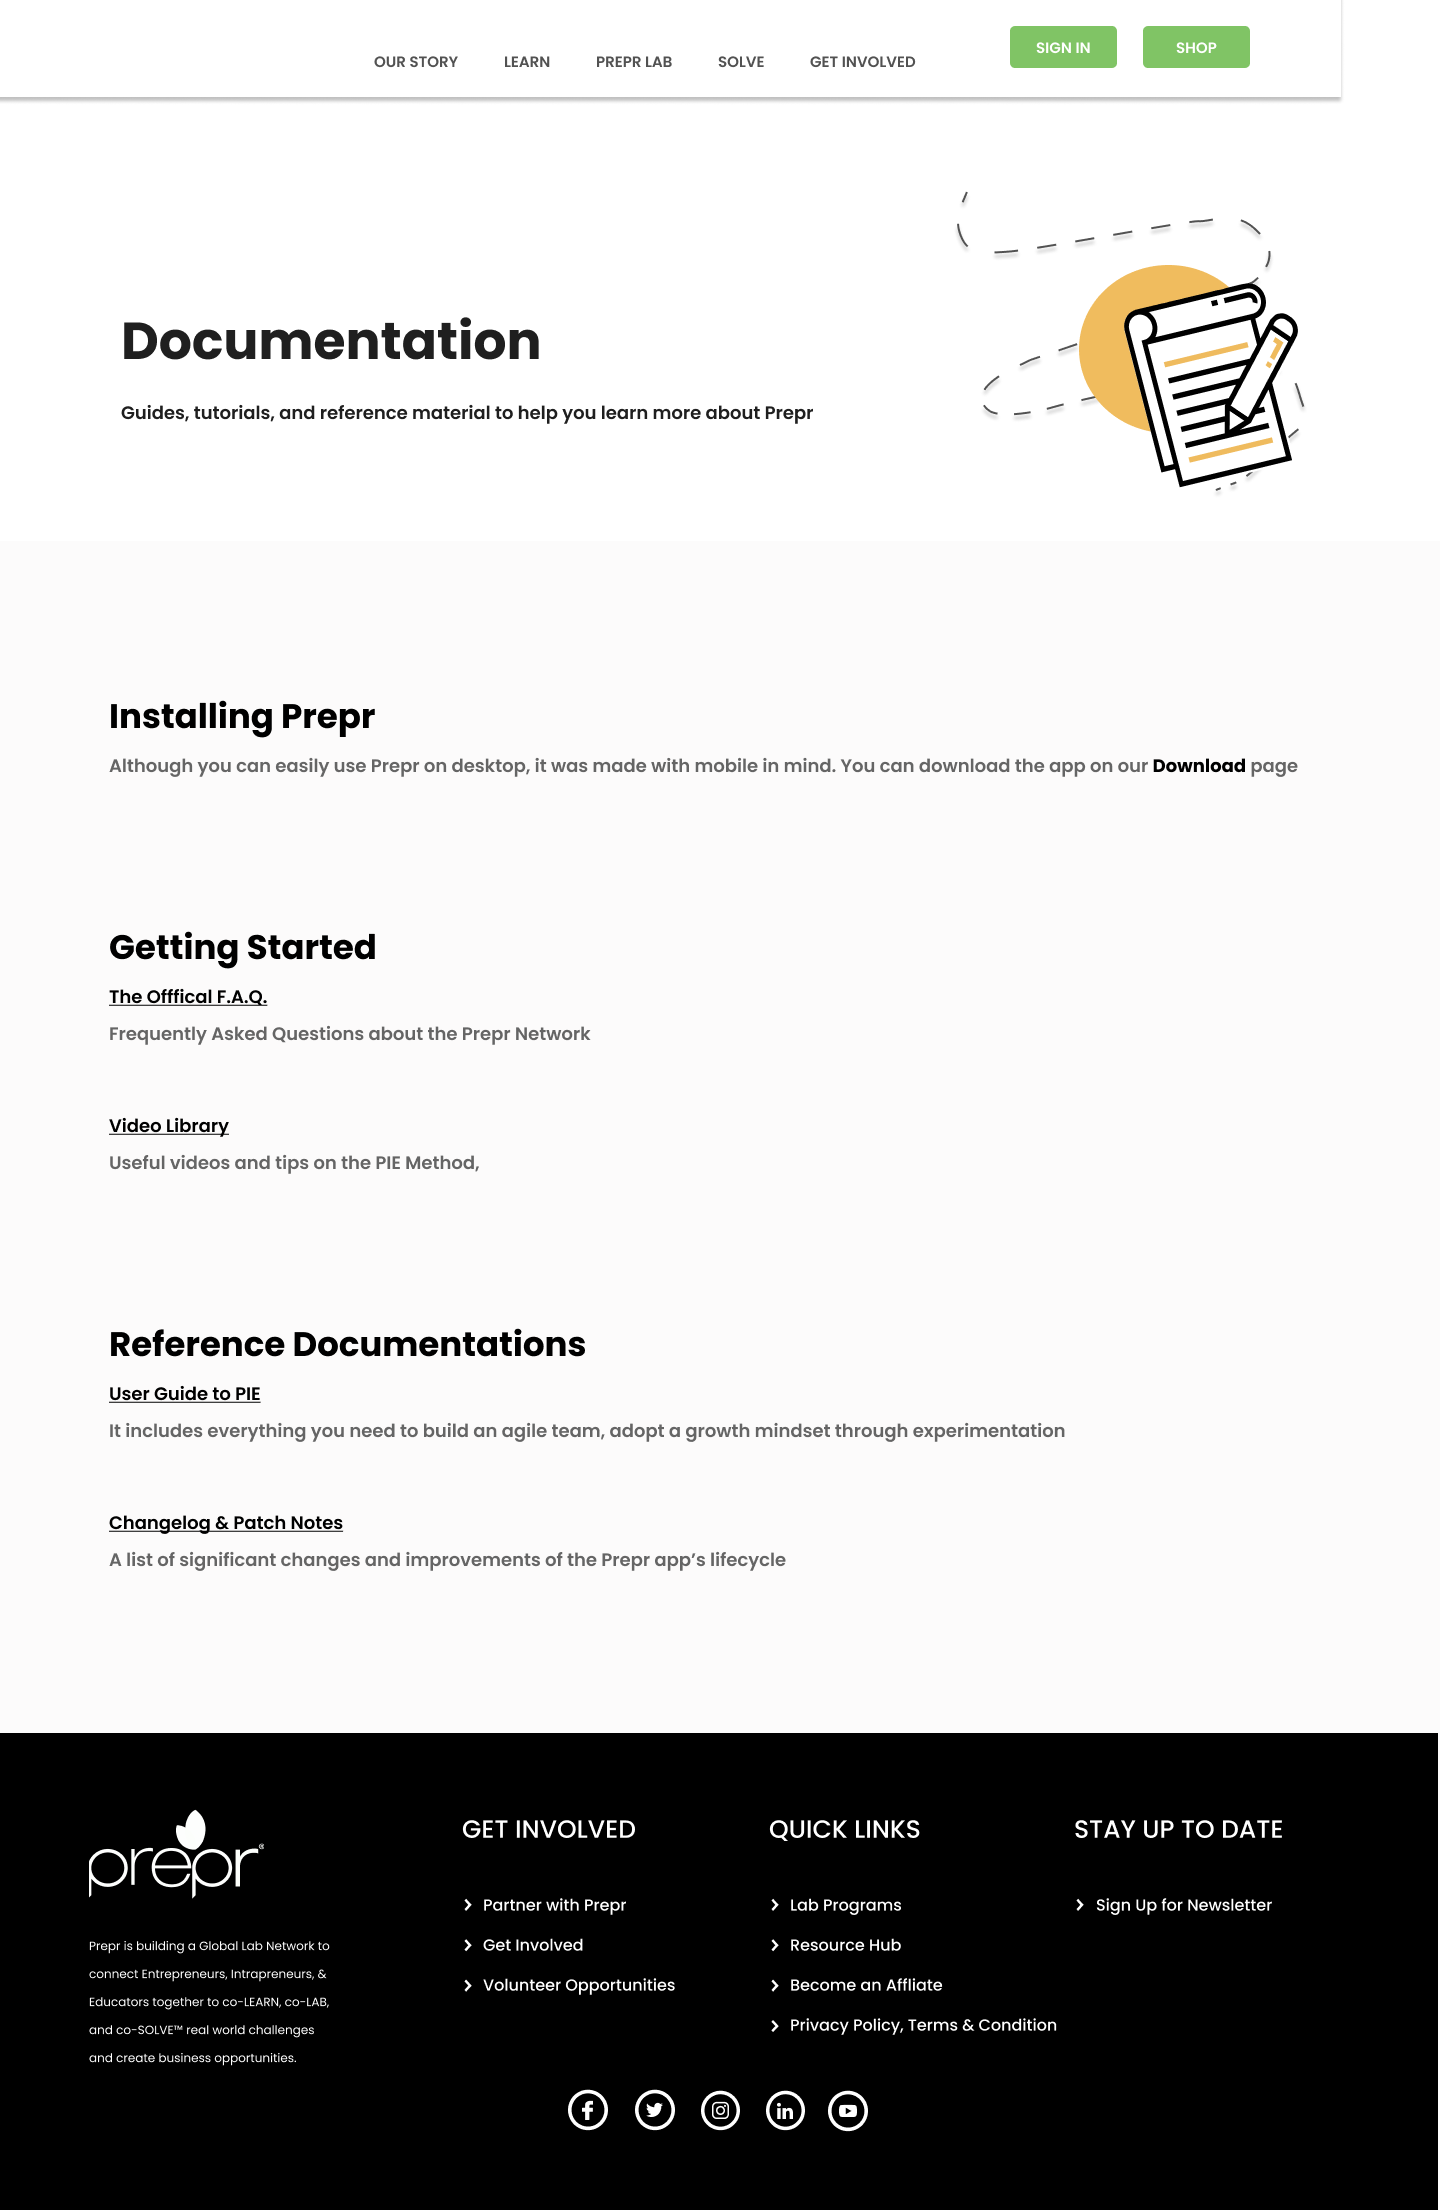 OUR STORY
LEARN
PREPR LAB
SOLVE
GET INVOLVED
SIGN IN
SHOP
Documentation
Guides, tutorials, and reference material to help you learn more about Prepr
Installing Prepr
Although you can easily use Prepr on desktop, it was made with mobile in mind. You can download the app on our Download page
Getting Started
The Offfical F.A.Q.
Frequently Asked Questions about the Prepr Network
Video Library
Useful videos and tips on the PIE Method,
Reference Documentations
User Guide to PIE
It includes everything you need to build an agile team, adopt a growth mindset through experimentation
Changelog & Patch Notes
A list of significant changes and improvements of the Prepr app’s lifecycle
prepr®
Prepr is building a Global Lab Network to
connect Entrepreneurs, Intrapreneurs, &
Educators together to co-LEARN, co-LAB,
and co-SOLVE™ real world challenges
and create business opportunities.
GET INVOLVED
Partner with Prepr
Get Involved
Volunteer Opportunities
QUICK LINKS
Lab Programs
Resource Hub
Become an Affliate
Privacy Policy, Terms & Condition
STAY UP TO DATE
Sign Up for Newsletter